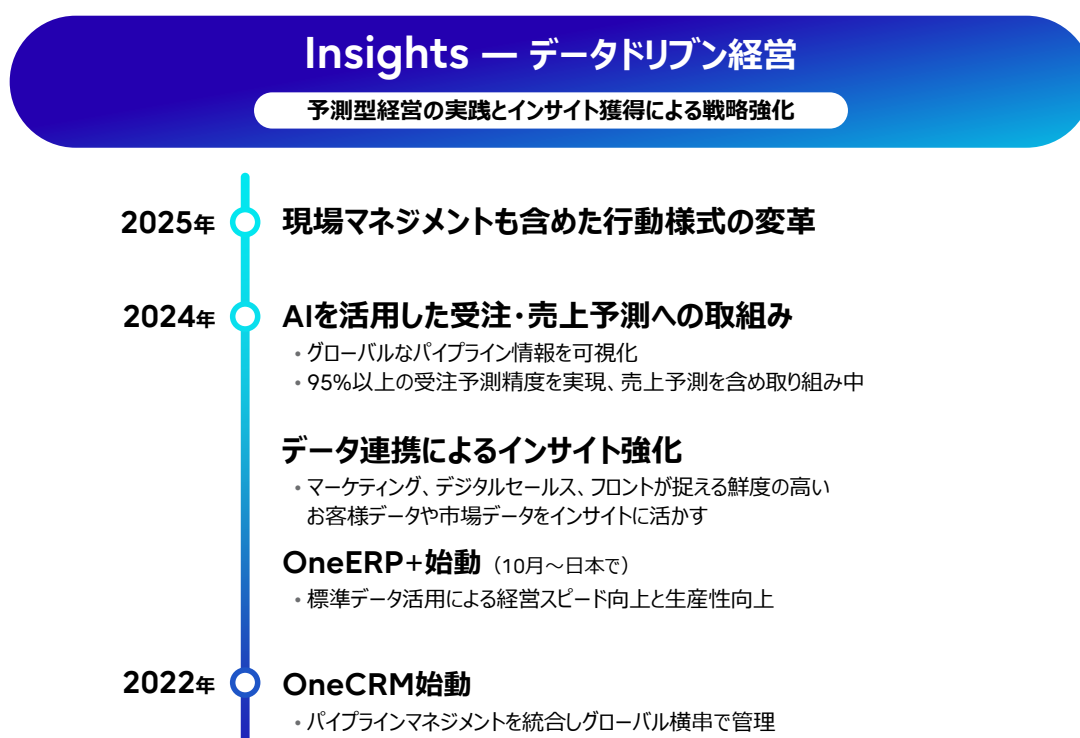 Insights — データドリブン経営
予測型経営の実践とインサイト獲得による戦略強化
2025年 現場マネジメントも含めた行動様式の変革
2024年 AIを活用した受注・売上予測への取組み
・グローバルなパイプライン情報を可視化
・95%以上の受注予測精度を実現、売上予測を含め取り組み中
データ連携によるインサイト強化
・マーケティング、デジタルセールス、フロントが捉える鮮度の高い
お客様データや市場データをインサイトに活かす
OneERP+始動（10月～日本で）
・標準データ活用による経営スピード向上と生産性向上
2022年 OneCRM始動
・パイプラインマネジメントを統合しグローバル横串で管理